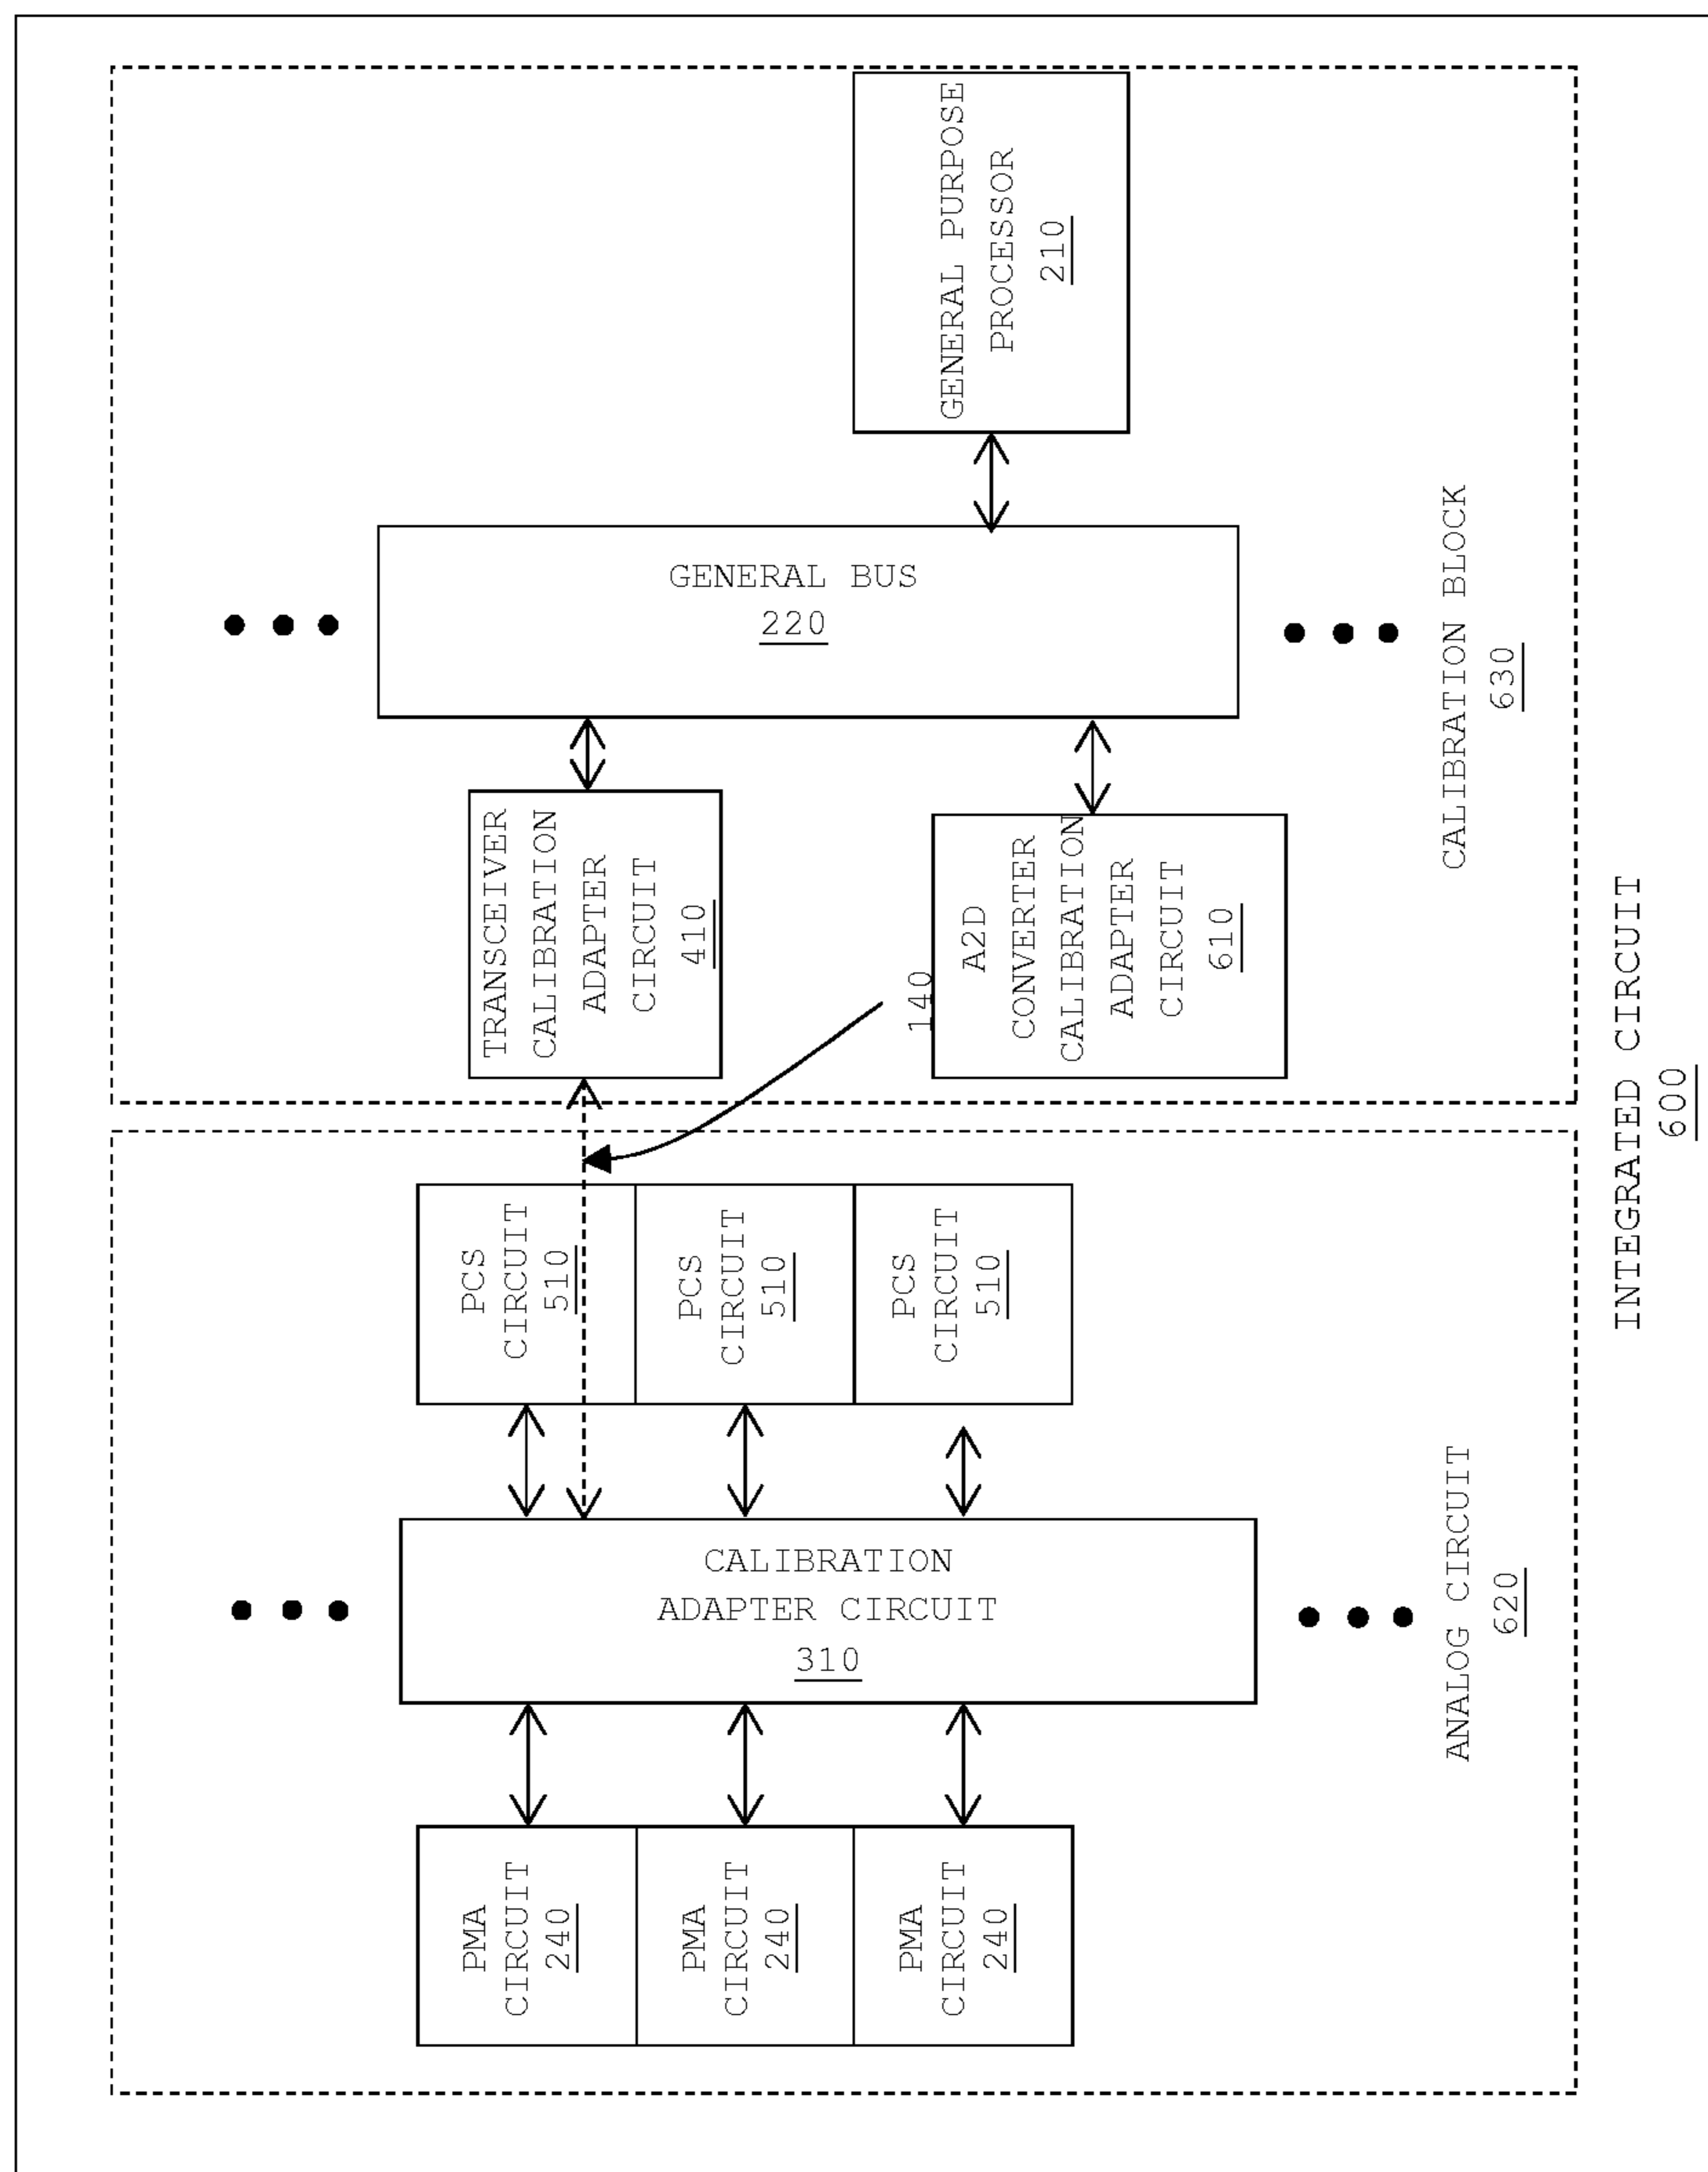 GENERAL PURPOSE
PROCESSOR
210
GENERAL BUS
220
TRANSCEIVER
CALIBRATION
ADAPTER
CIRCUIT
410
A2D
CONVERTER
CALIBRATION
ADAPTER
CIRCUIT
610
140
CALIBRATION BLOCK
630
PCS
CIRCUIT
510
PCS
CIRCUIT
510
PCS
CIRCUIT
510
CALIBRATION
ADAPTER CIRCUIT
310
PMA
CIRCUIT
240
PMA
CIRCUIT
240
PMA
CIRCUIT
240
ANALOG CIRCUIT
620
INTEGRATED CIRCUIT
600